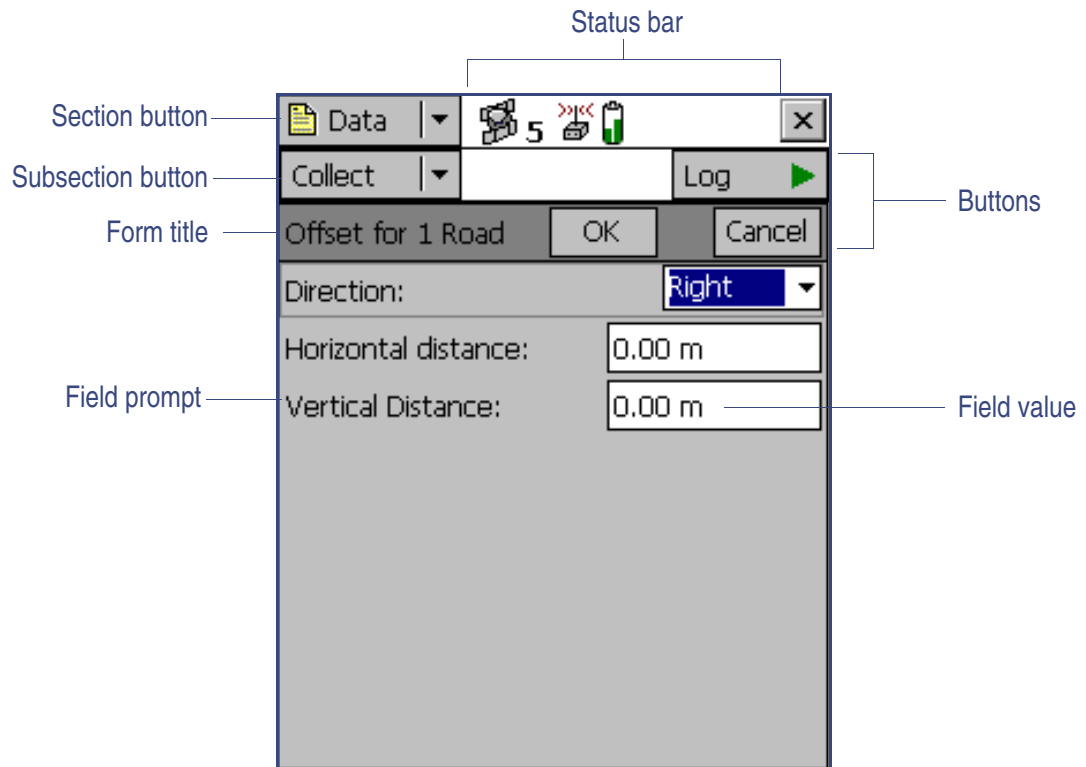 Status bar
Section button
Data
5
Subsection button
Collect
Log
Buttons
Form title
Offset for 1 Road
OK
Cancel
Direction:
Right
Horizontal distance:
0.00 m
Field prompt
Vertical Distance:
0.00 m
Field value